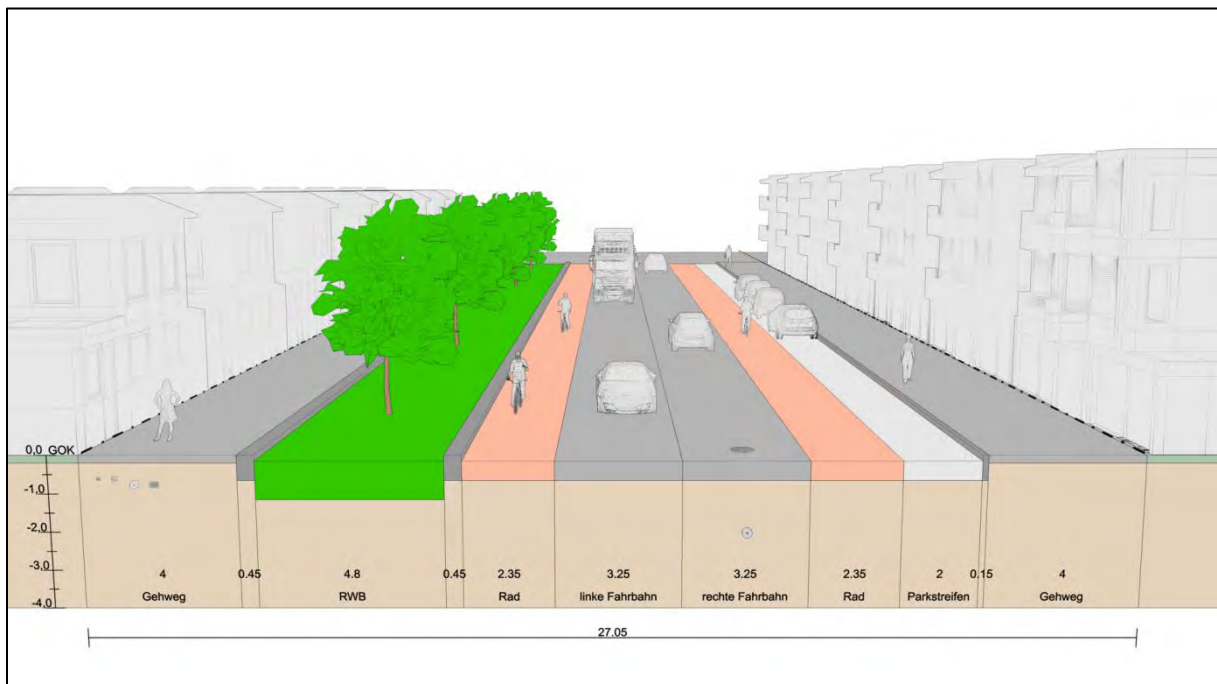 0,0 GOK
-1,0
-2,0
-3,0
-4,0
4 0.45 4.8 0.45 2.35 3.25 3.25 2.35 2 0.15 4
Gehweg RWB Rad linke Fahrbahn rechte Fahrbahn Rad Parkstreifen Gehweg
27.05